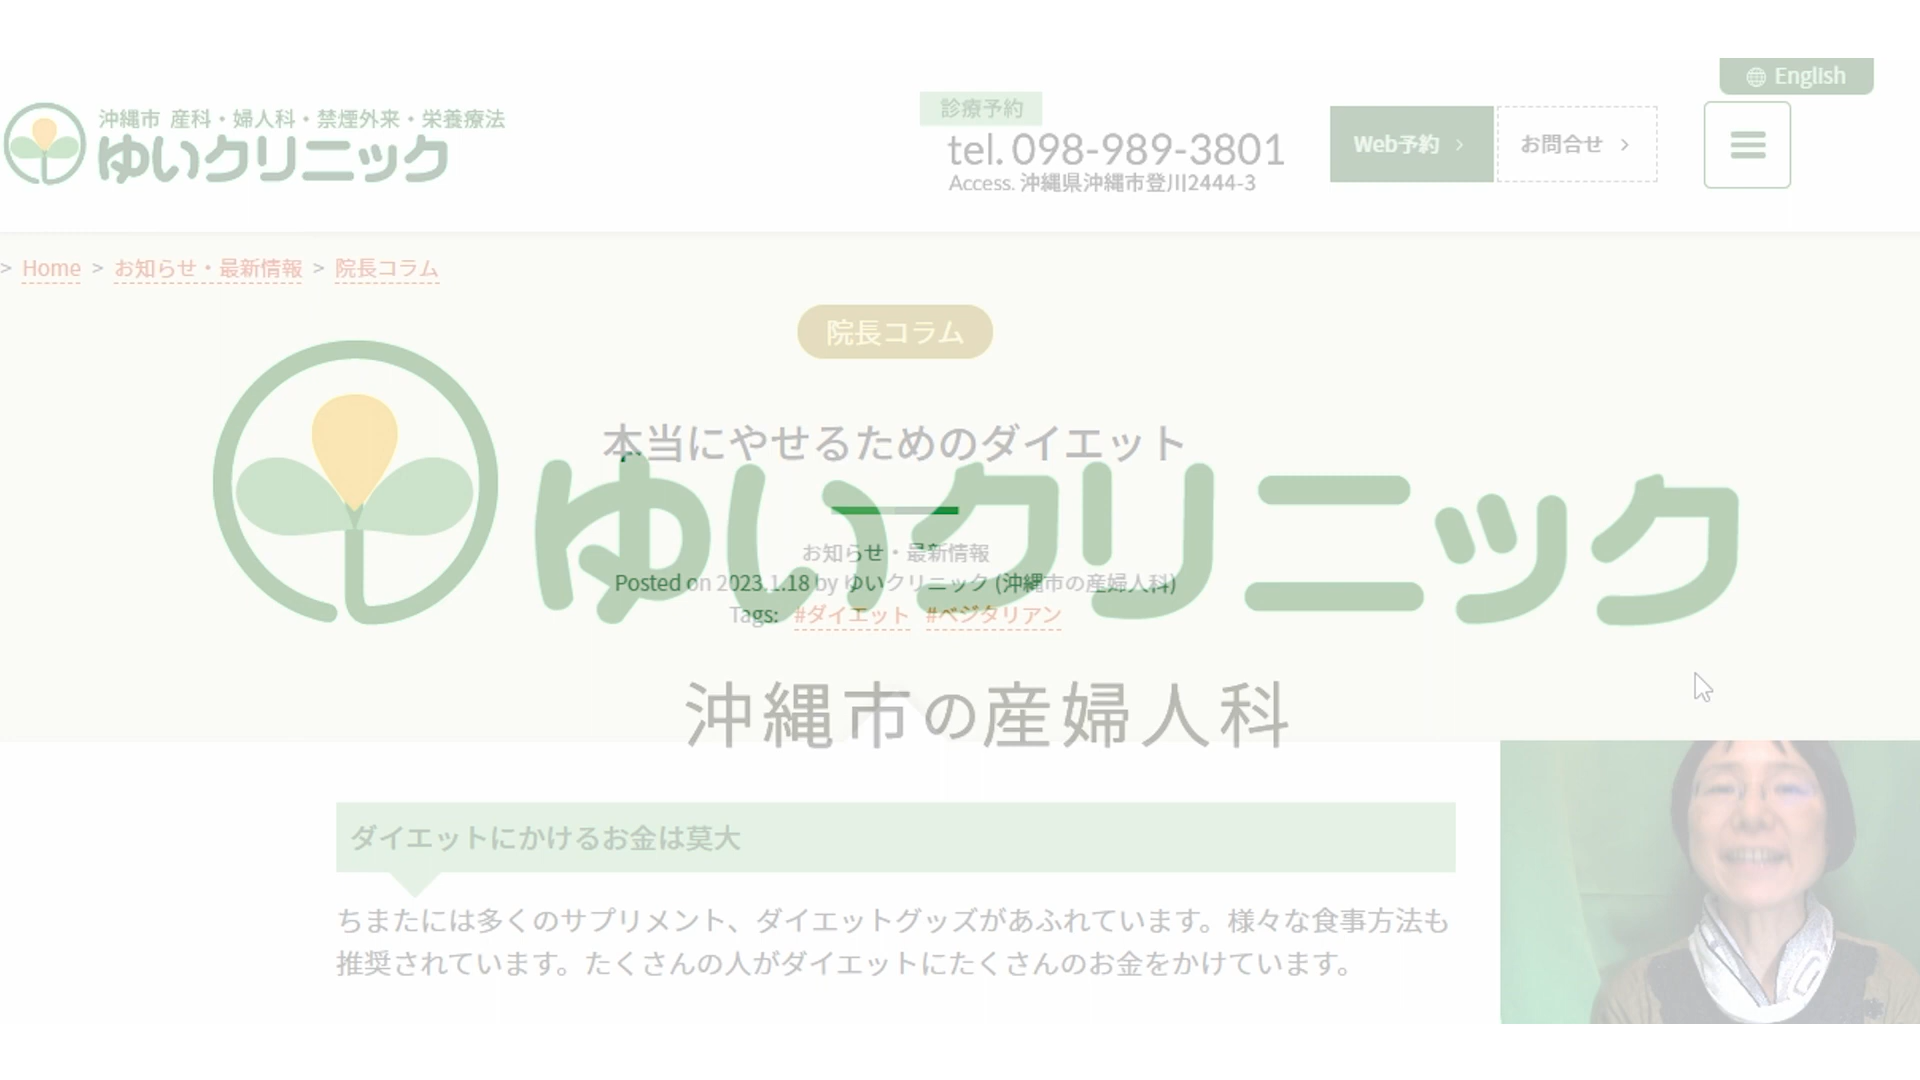 English
沖縄市 産科・婦人科・禁煙外来・栄養療法
ゆいクリニック
診療予約
tel. 098-989-3801
Access. 沖縄県沖縄市登川2444-3
Web予約 >
お問合せ >
> Home > お知らせ・最新情報 > 院長コラム
院長コラム
本当にやせるためのダイエット
ゆいクリニック
お知らせ・最新情報
Posted on 2023.1.18 by ゆいクリニック (沖縄市の産婦人科)
Tags: #ダイエット #ベジタリアン
沖縄市の産婦人科
ダイエットにかけるお金は莫大
ちまたには多くのサプリメント、ダイエットグッズがあふれています。様々な食事方法も
推奨されています。たくさんの人がダイエットにたくさんのお金をかけています。